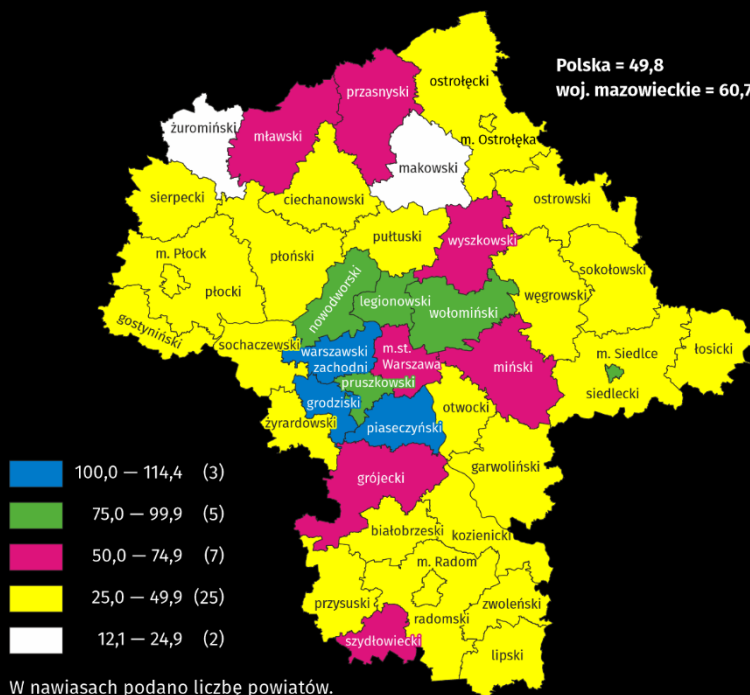 ostrołęcki
Polska = 49,8
woj. mazowieckie = 60,7
przasnyski
żuromiński
mławski
m. Ostrołęka
makowski
sierpecki
ciechanowski
ostrowski
pułtuski
wyszkowski
m. Płock
płoński
sokołowski
płocki
nowodworski
legionowski
wołomiński
węgrowski
gostyniński
sochaczewski
warszawski
zachodni
m.st.
Warszawa
miński
m. Siedlce
łosicki
pruszkowski
siedlecki
grodziski
otwocki
żyrardowski
piaseczyński
garwoliński
grójecki
100,0 — 114,4 (3)
75,0 — 99,9 (5)
50,0 — 74,9 (7)
25,0 — 49,9 (25)
12,1 — 24,9 (2)
białobrzeski
kozienicki
m. Radom
przysuski
zwoleński
radomski
szydłowiecki
lipski
W nawiasach podano liczbę powiatów.